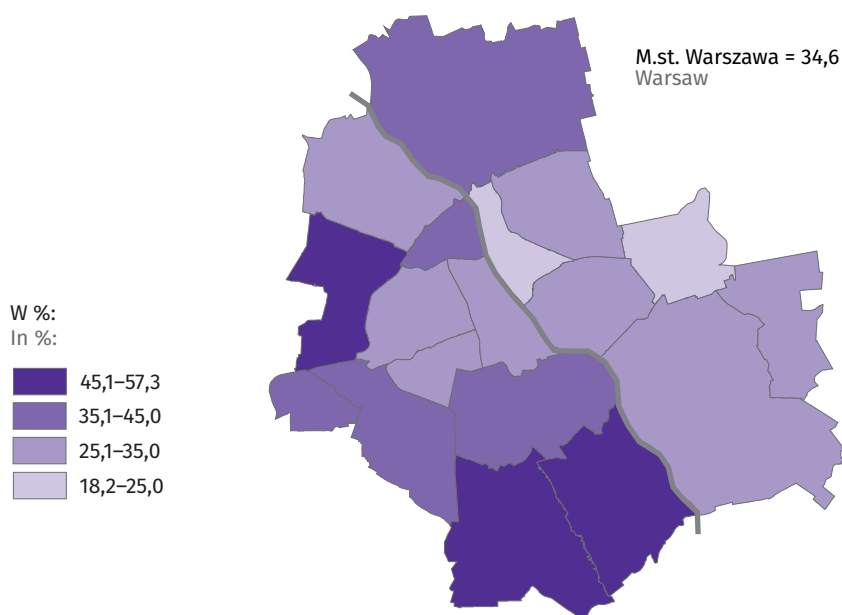 M.st. Warszawa = 34,6
Warsaw
W %:
In %:
45,1–57,3
35,1–45,0
25,1–35,0
18,2–25,0